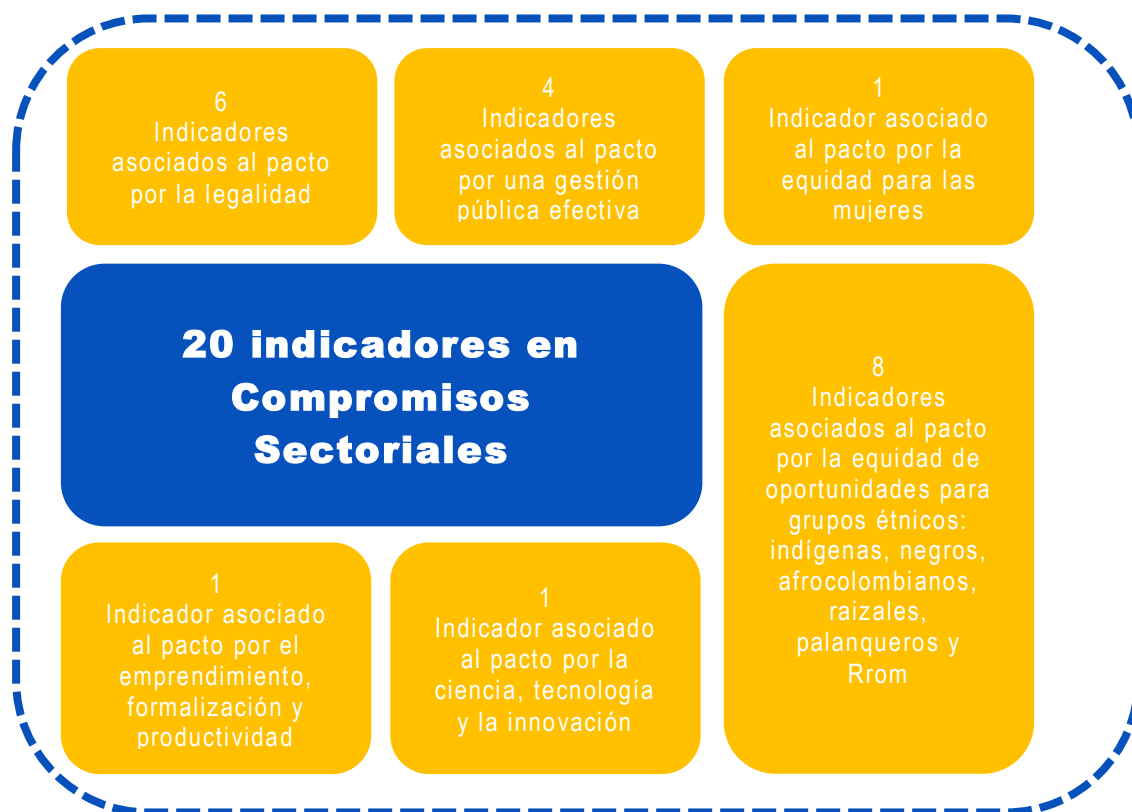 6
Indicadores
asociados al pacto
por la legalidad
4
Indicadores
asociados al pacto
por una gestión
pública efectiva
1
Indicador asociado
al pacto por la
equidad para las
mujeres
20 indicadores en
Compromisos
Sectoriales
8
Indicadores
asociados al pacto
por la equidad de
oportunidades para
grupos étnicos:
indígenas, negros,
afrocolombianos,
raizales,
palanqueros y
Rrom
1
Indicador asociado
al pacto por el
emprendimiento,
formalización y
productividad
1
Indicador asociado
al pacto por la
ciencia, tecnología
y la innovación